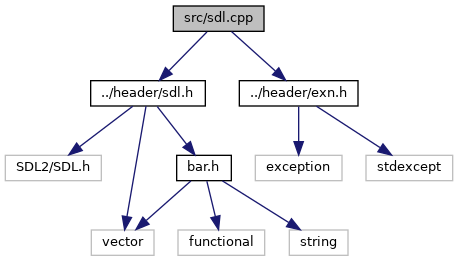 src/sdl.cpp
../header/sdl.h
../header/exn.h
SDL2/SDL.h
bar.h
exception
stdexcept
vector
functional
string